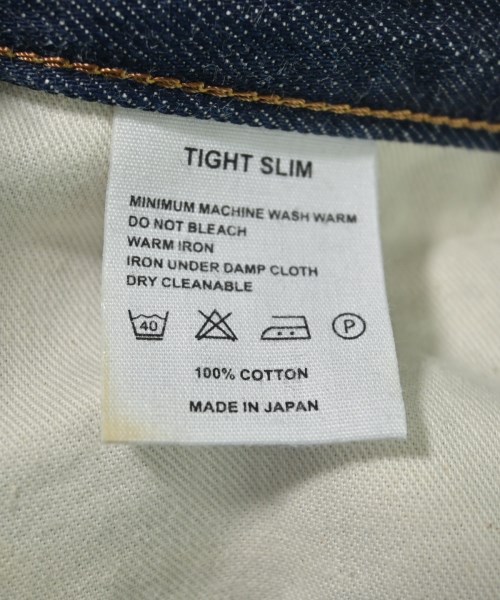 TIGHT SLIM
MINIMUM MACHINE WASH WARM
DO NOT BLEACH
WARM IRON
IRON UNDER DAMP CLOTH
DRY CLEANABLE
40 P
100% COTTON
MADE IN JAPAN